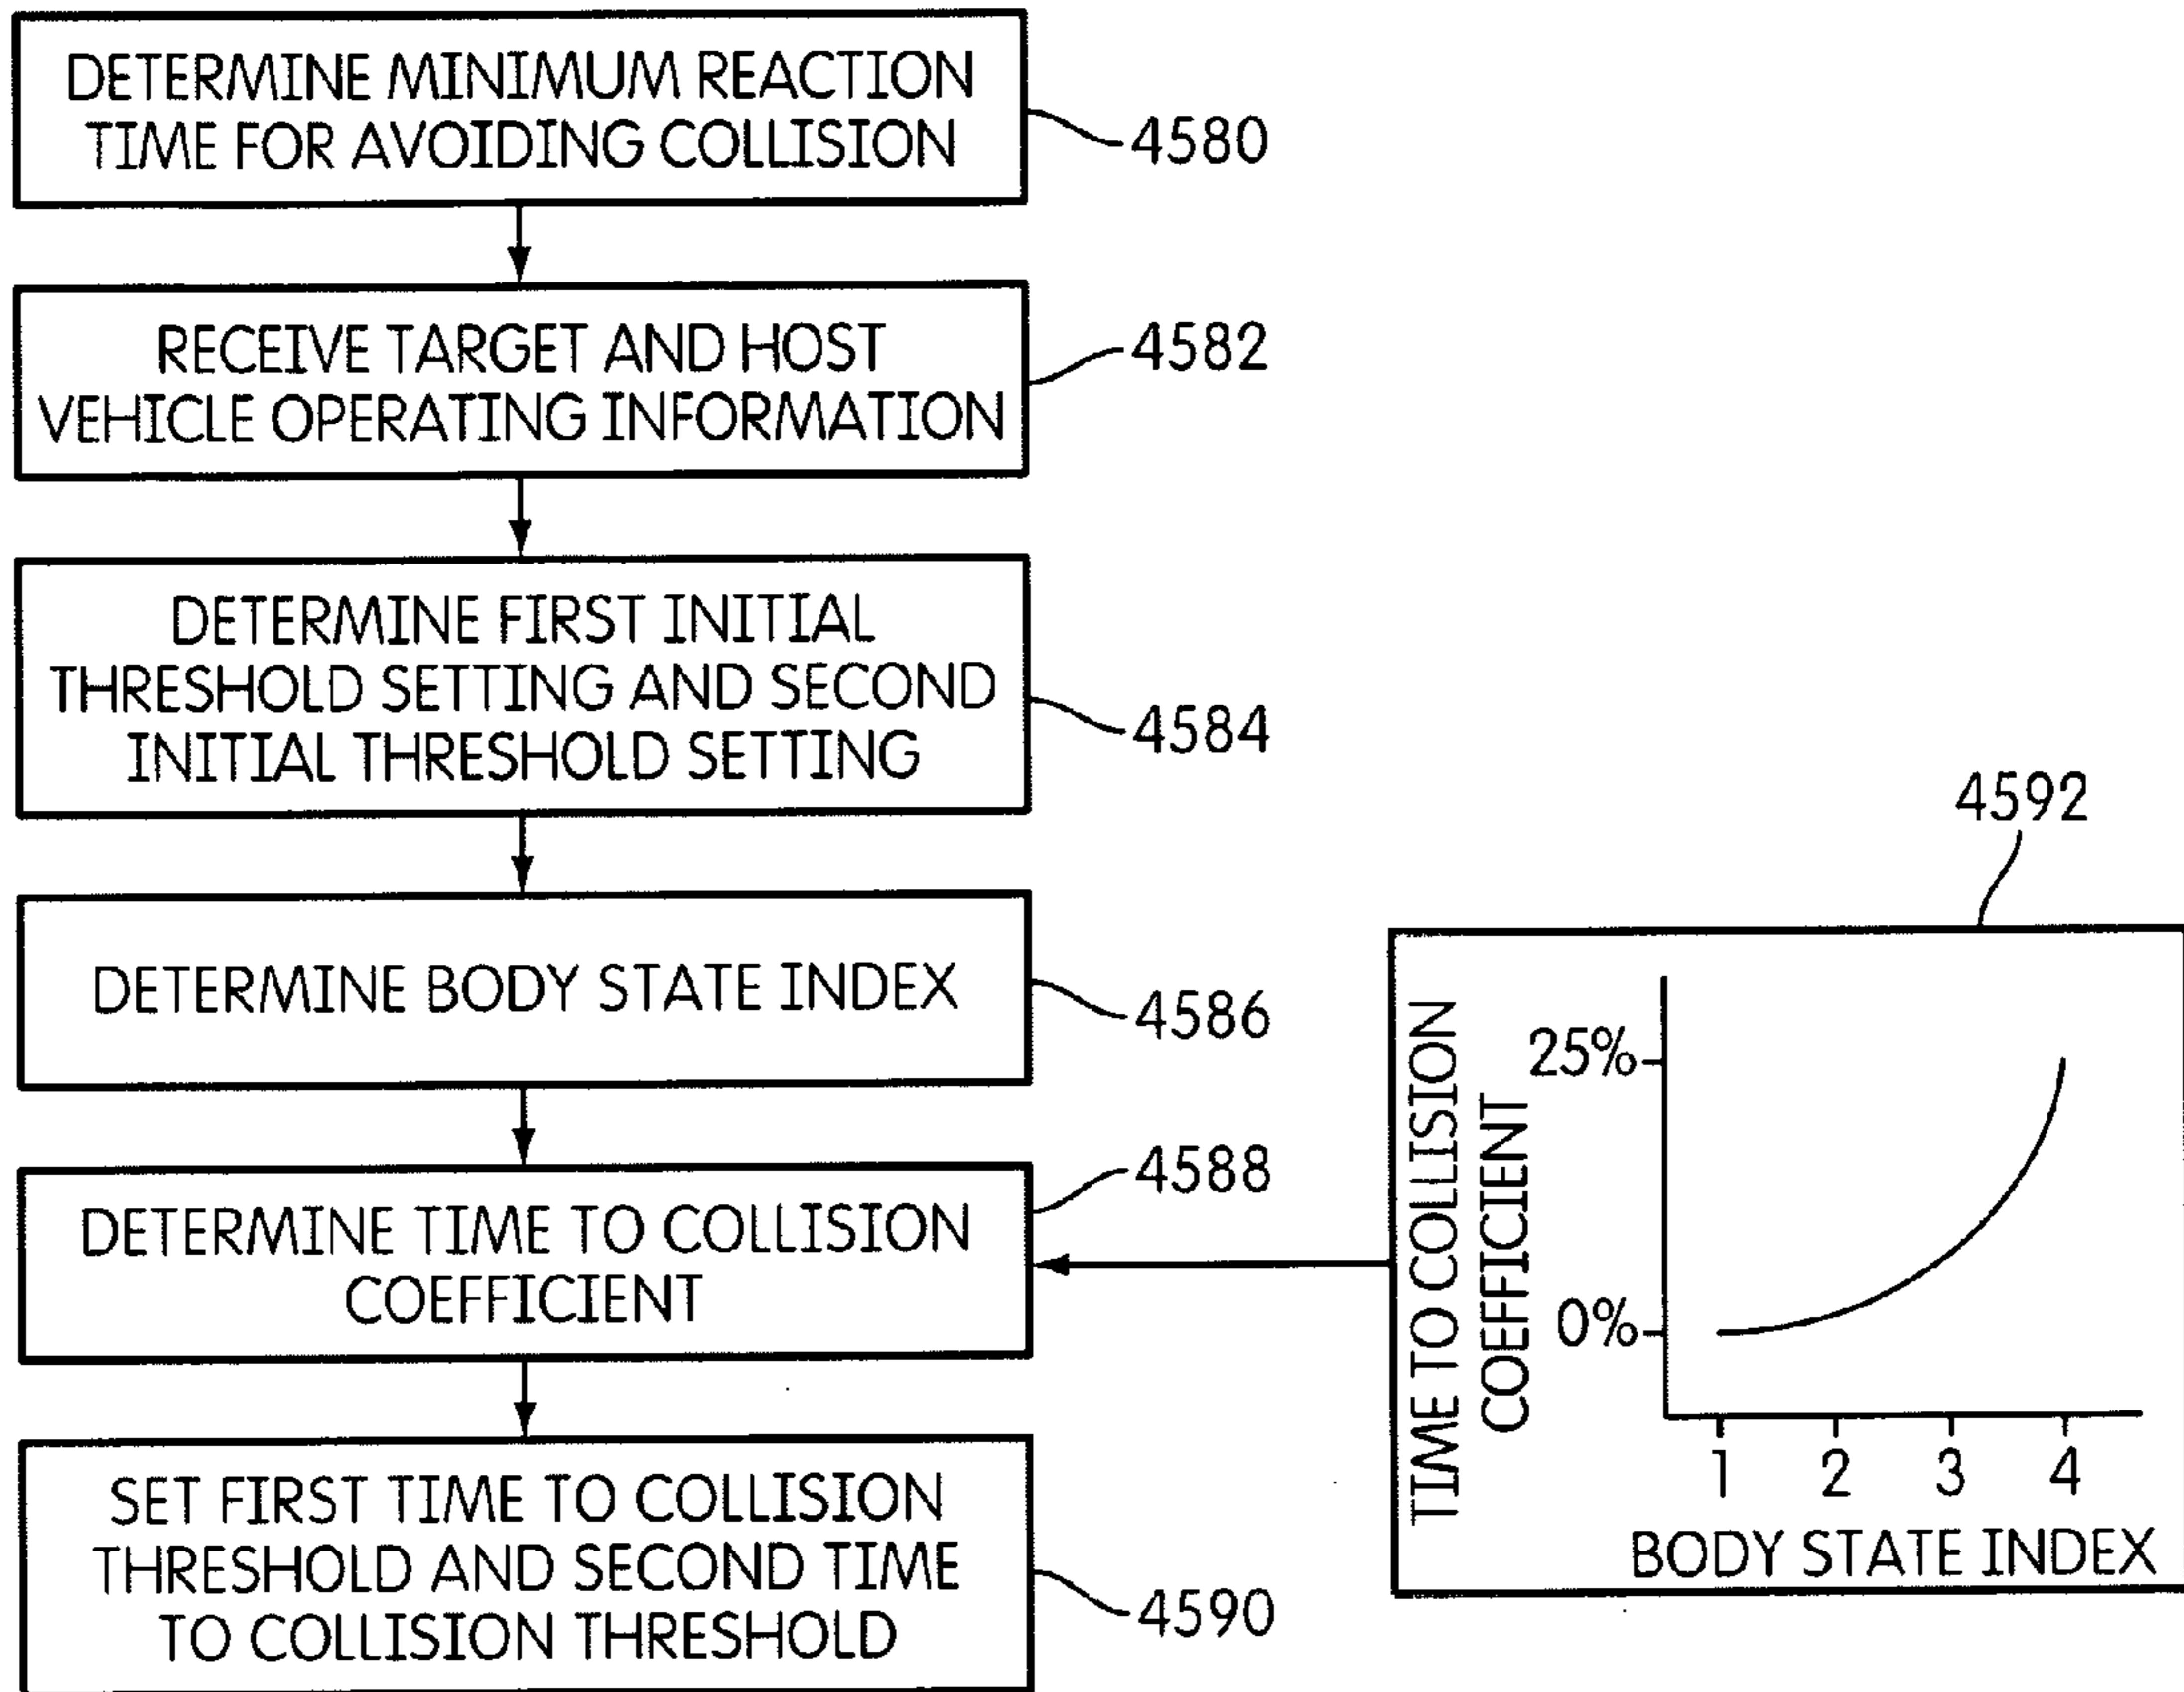 DETERMINE MINIMUM REACTION
TIME FOR AVOIDING COLLISION
4580
RECEIVE TARGET AND HOST
VEHICLE OPERATING INFORMATION
4582
DETERMINE FIRST INITIAL
THRESHOLD SETTING AND SECOND
INITIAL THRESHOLD SETTING
4584
DETERMINE BODY STATE INDEX
4586
DETERMINE TIME TO COLLISION
COEFFICIENT
4588
SET FIRST TIME TO COLLISION
THRESHOLD AND SECOND TIME
TO COLLISION THRESHOLD
4590
4592
TIME TO COLLISION
COEFFICIENT
25%
0%
1 2 3 4
BODY STATE INDEX